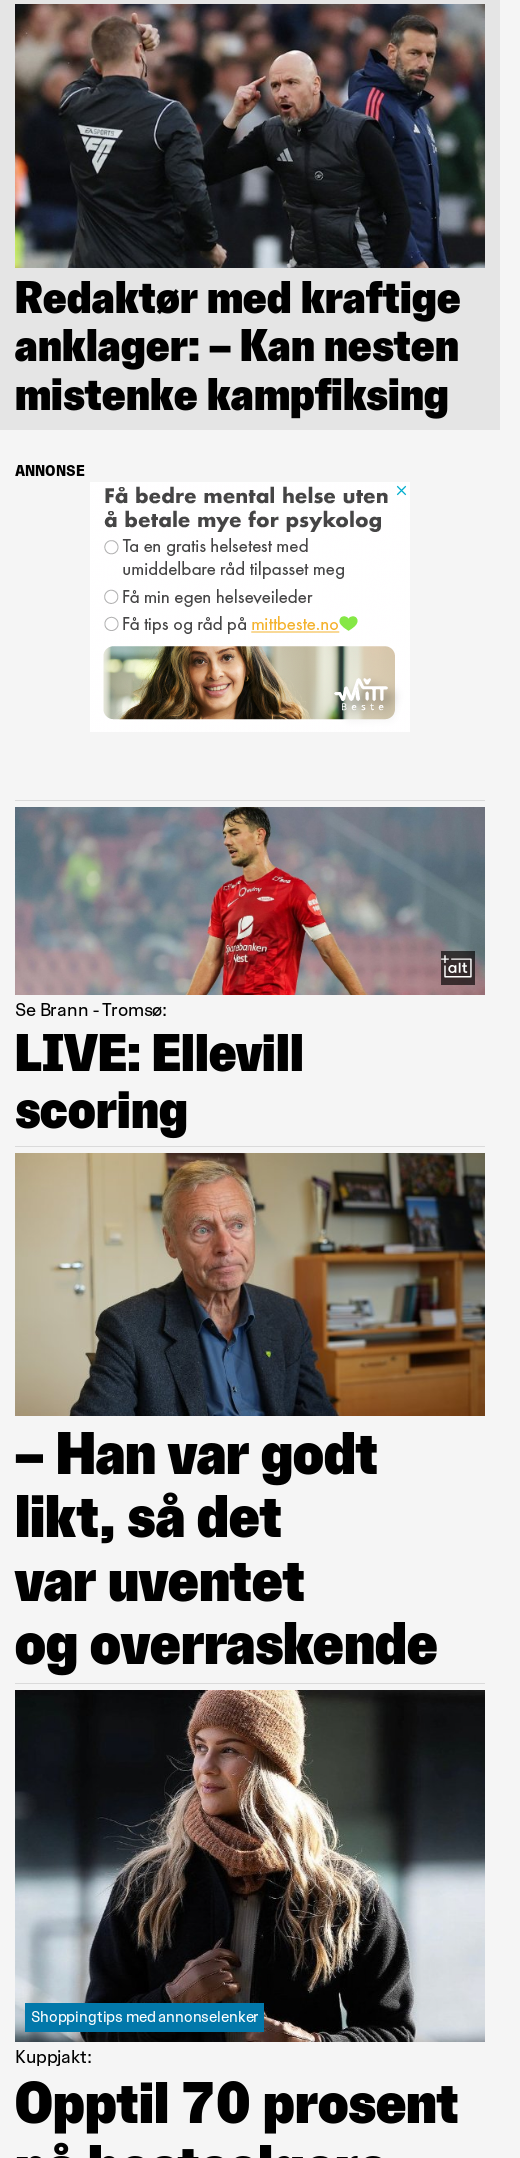 EA SPORTS
FC
Redaktør med kraftige
anklager: – Kan nesten
mistenke kampfiksing
ANNONSE
Få bedre mental helse uten
å betale mye for psykolog
Ta en gratis helsetest med
umiddelbare råd tilpasset meg
Få min egen helseveileder
Få tips og råd på mittbeste.no
Mitt
Beste
Sparebanken
Vest
+alt
Se Brann - Tromsø:
LIVE: Ellevill
scoring
– Han var godt
likt, så det
var uventet
og overraskende
Shoppingtips med annonselenker
Kuppjakt:
Opptil 70 prosent